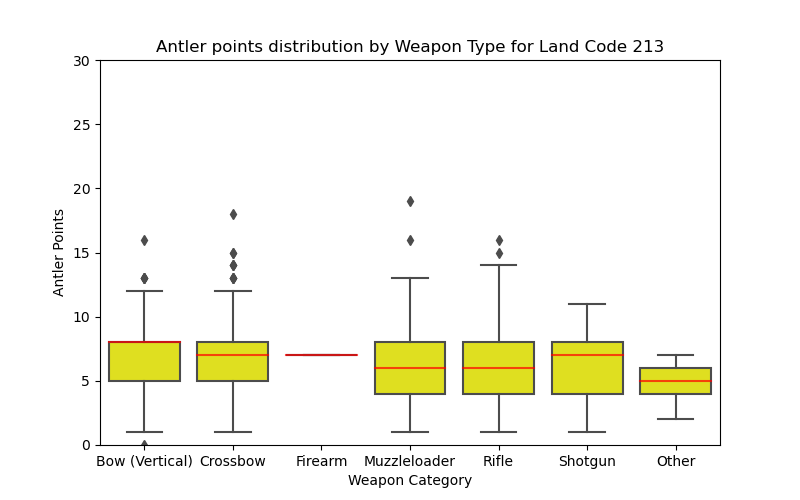 Antler points distribution by Weapon Type for Land Code 213
30
25
20
15
10
5
0
Antler Points
Bow (Vertical) Crossbow Firearm Muzzleloader Rifle Shotgun Other
Weapon Category